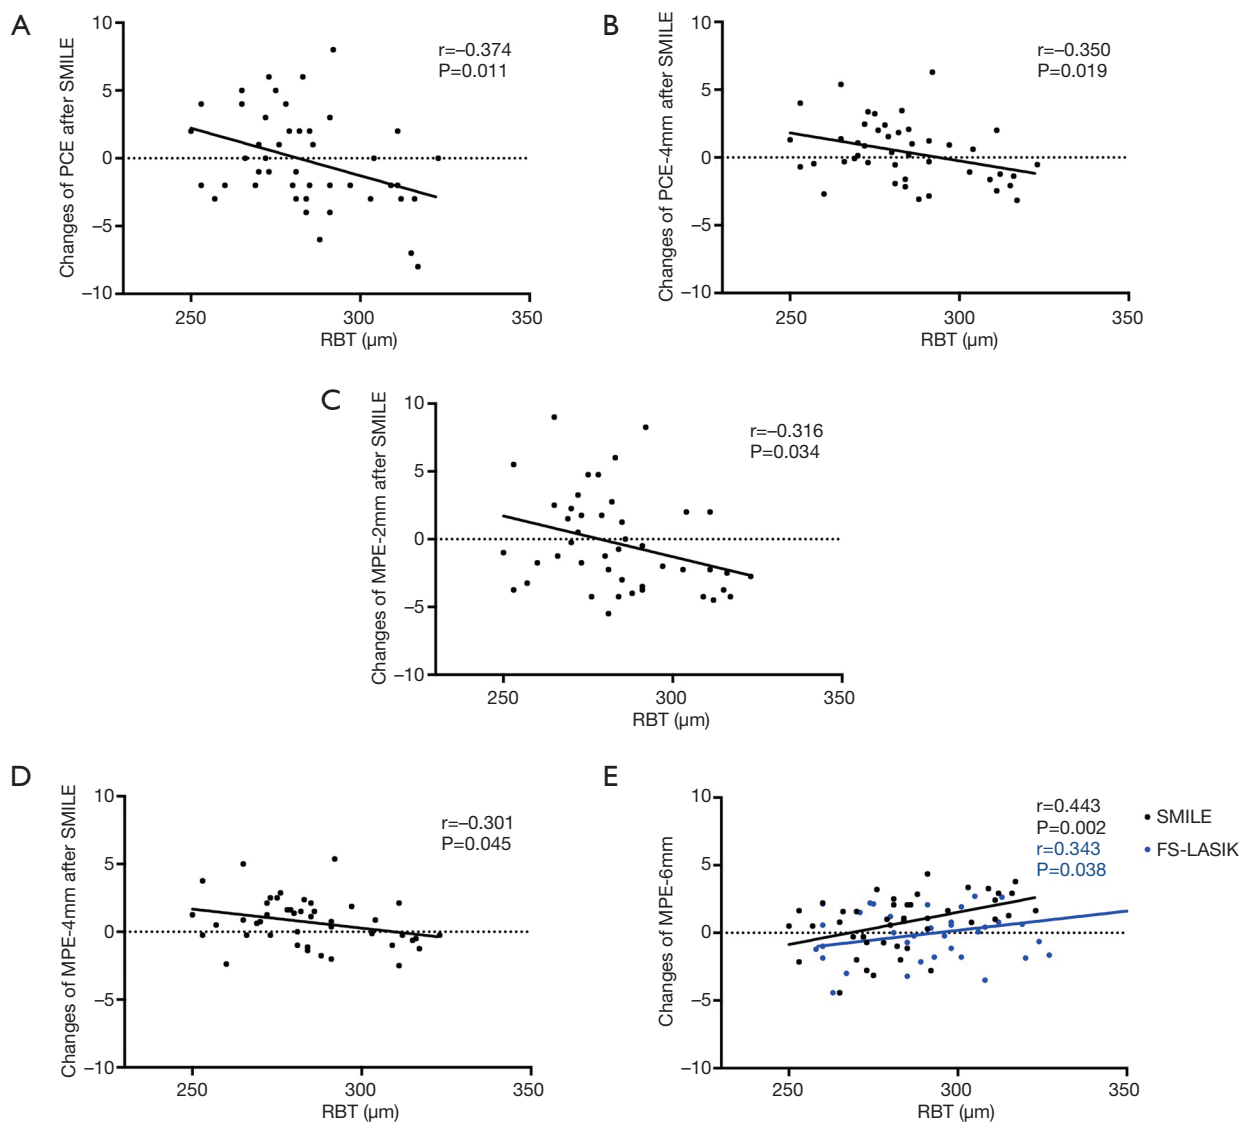 A
Changes of PCE after SMILE
10
5
0
−5
−10
250
300
350
RBT (µm)
r=−0.374
P=0.011
B
Changes of PCE-4mm after SMILE
10
5
0
−5
−10
250
300
350
RBT (µm)
r=−0.350
P=0.019
C
Changes of MPE-2mm after SMILE
10
5
0
−5
−10
250
300
350
RBT (µm)
r=−0.316
P=0.034
D
Changes of MPE-4mm after SMILE
10
5
0
−5
−10
250
300
350
RBT (µm)
r=−0.301
P=0.045
E
Changes of MPE-6mm
10
5
0
−5
−10
250
300
350
RBT (µm)
r=0.443
P=0.002
r=0.343
P=0.038
SMILE
FS-LASIK